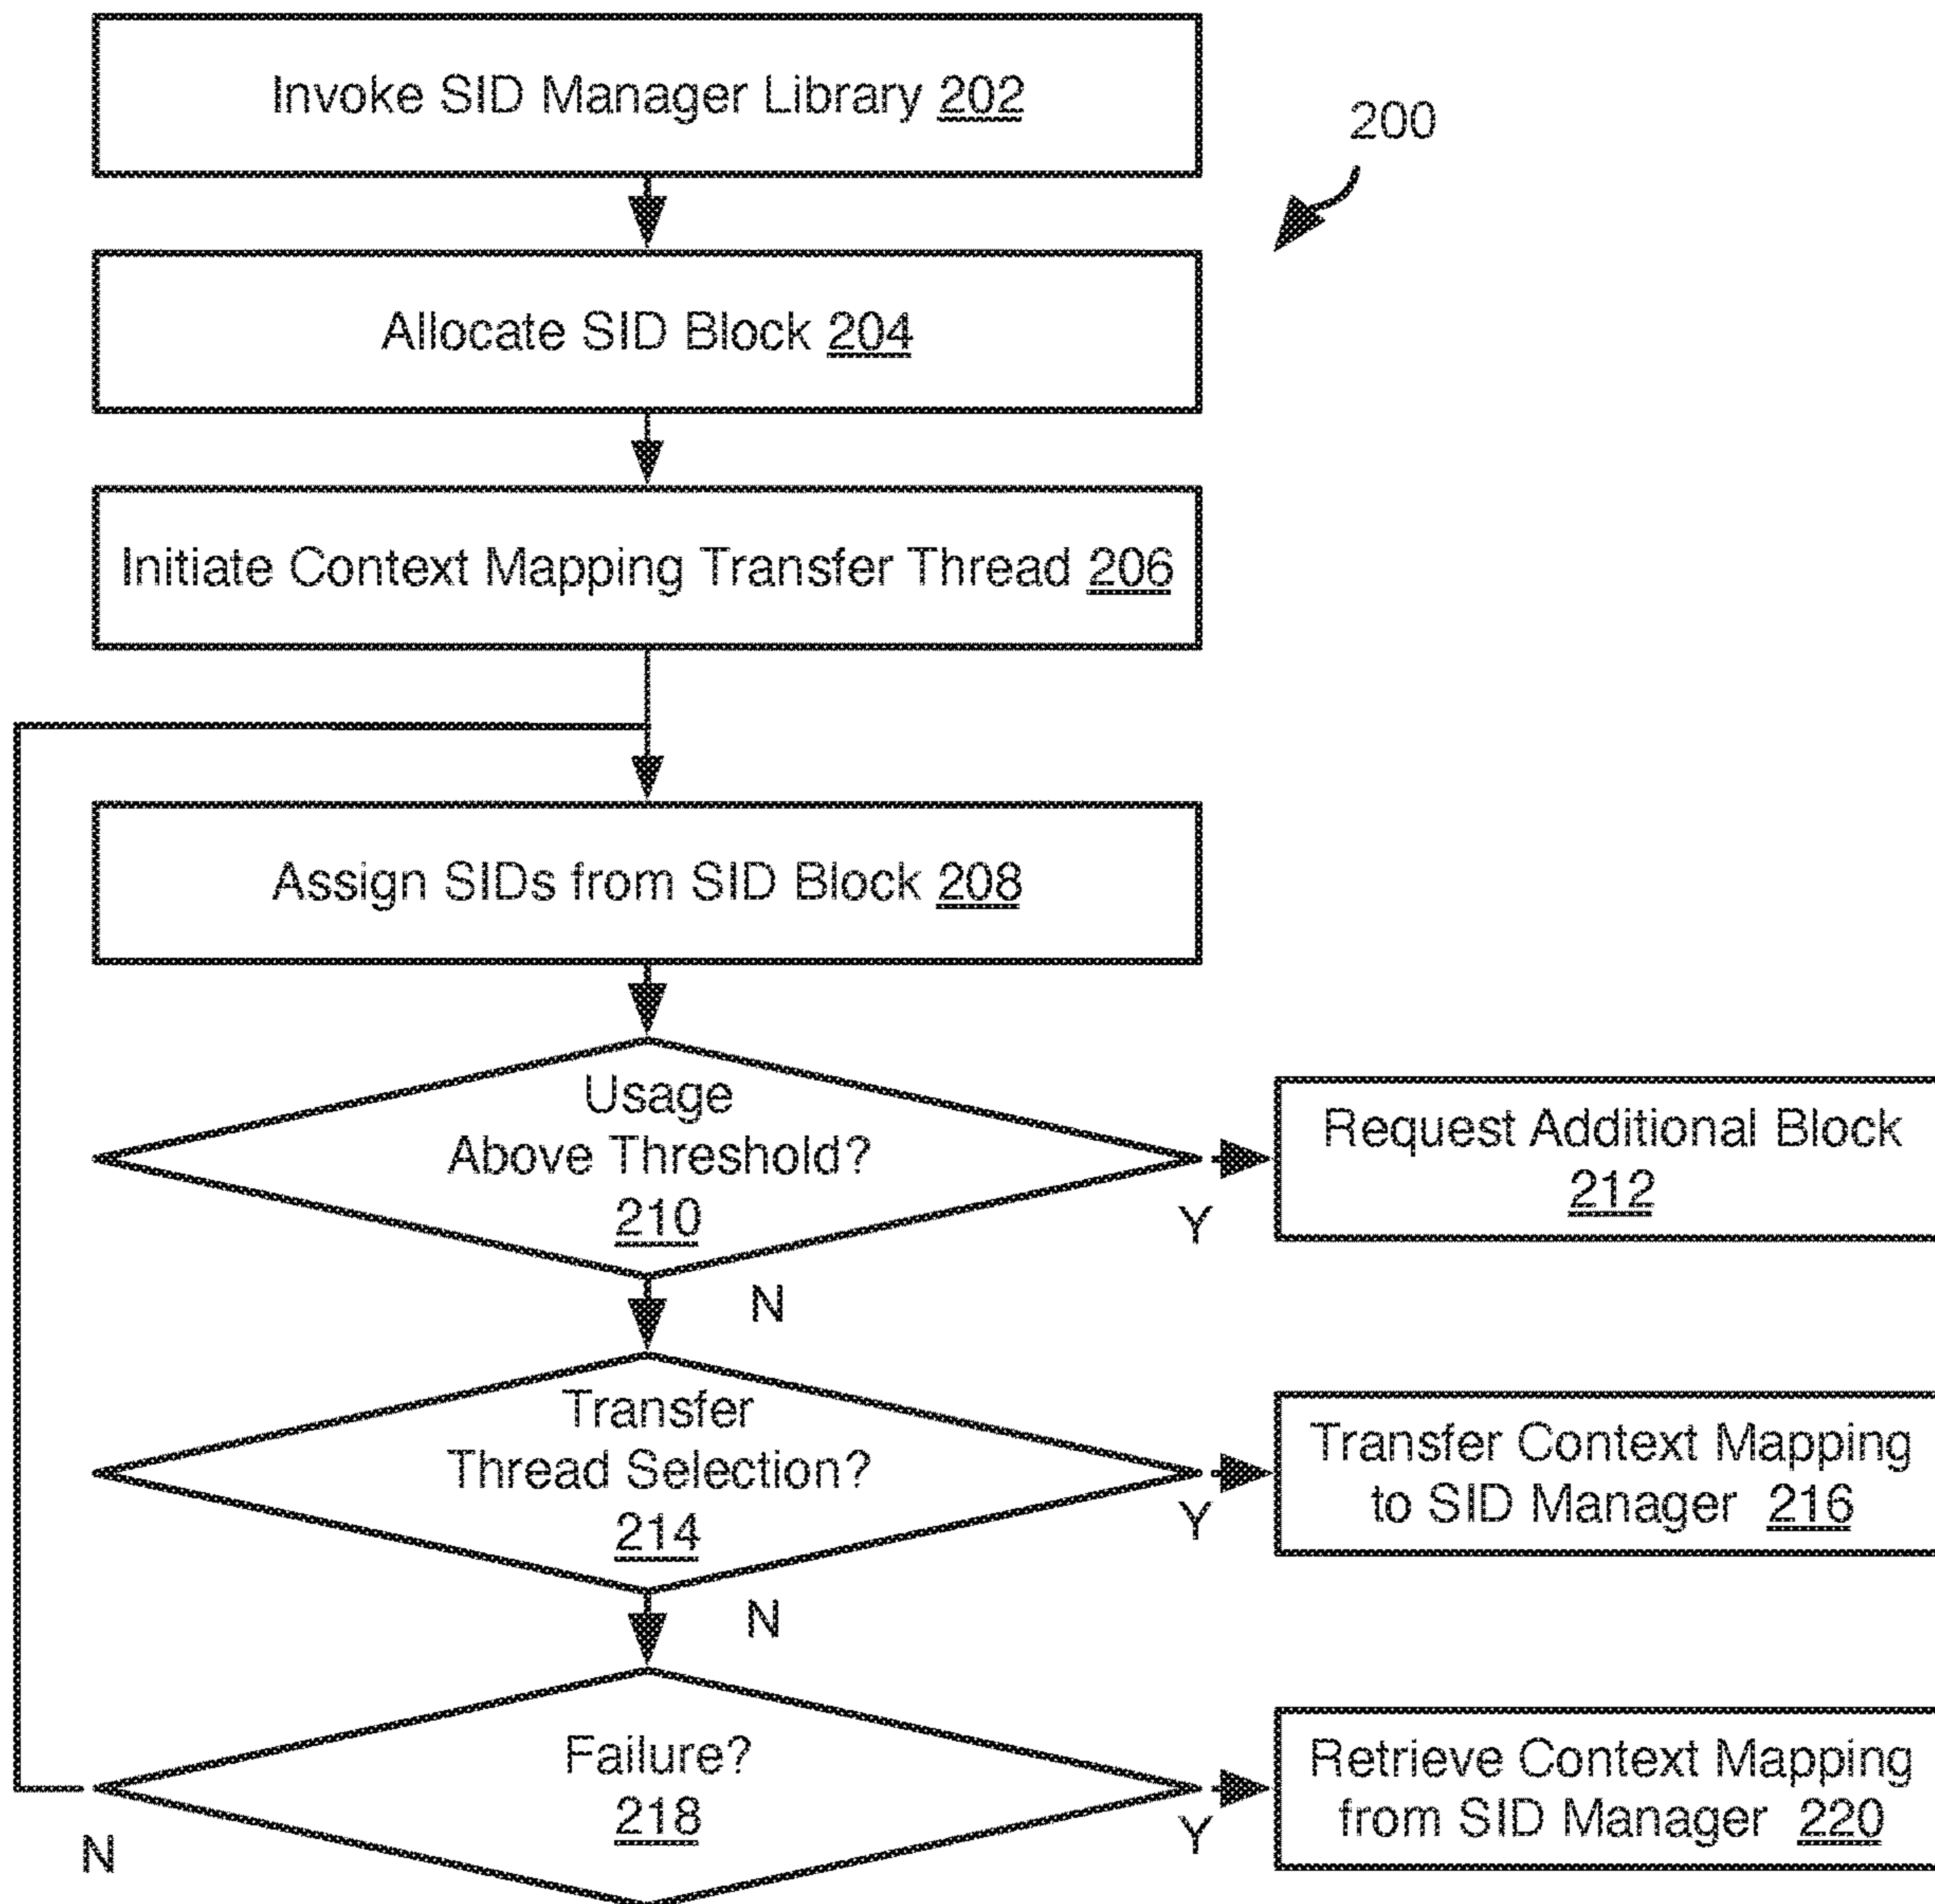 Invoke SID Manager Library 202
200
Allocate SID Block 204
Initiate Context Mapping Transfer Thread 206
Assign SIDs from SID Block 208
Usage
Above Threshold?
210
Y
N
Request Additional Block
212
Transfer
Thread Selection?
214
Y
N
Transfer Context Mapping
to SID Manager 216
Failure?
218
Y
N
Retrieve Context Mapping
from SID Manager 220